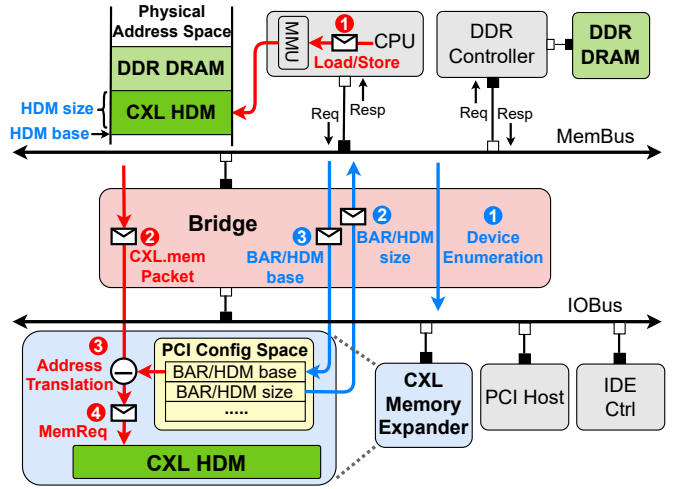 Physical
Address Space
DDR DRAM
CXL HDM
HDM size
HDM base
MMU
1
CPU
Load/Store
DDR
Controller
DDR
DRAM
Req
Resp
Req
Resp
MemBus
Bridge
2
CXL.mem
Packet
3
BAR/HDM
base
2
BAR/HDM
size
1
Device
Enumeration
IOBus
3
Address
Translation
4
MemReq
PCI Config Space
BAR/HDM base
BAR/HDM size
.....
CXL HDM
CXL
Memory
Expander
PCI Host
IDE
Ctrl